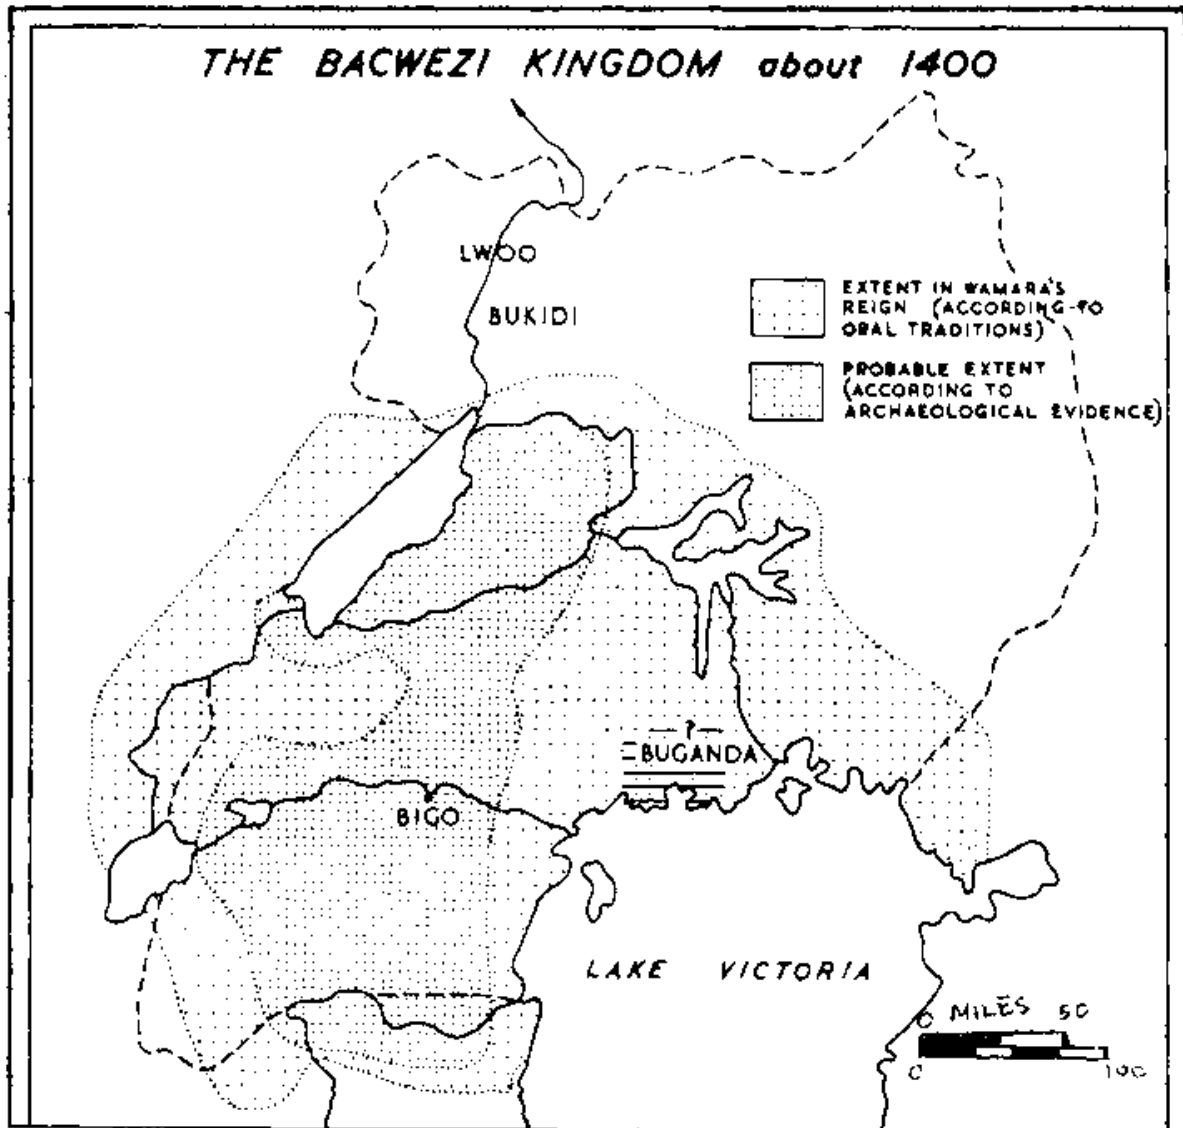 THE BACWEZI KINGDOM about 1400
LWOO
BUKIDI
EXTENT IN WAMARA'S
REIGN (ACCORDING TO
ORAL TRADITIONS)
PROBABLE EXTENT
(ACCORDING TO
ARCHAEOLOGICAL EVIDENCE)
?
BUGANDA
BIGO
LAKE VICTORIA
0 MILES 50
0 100